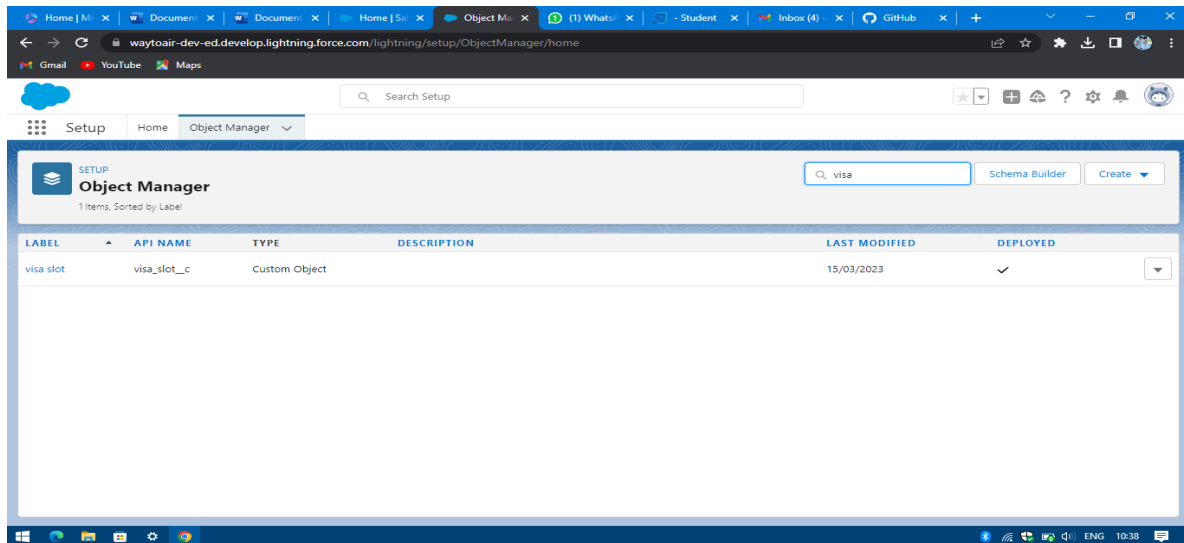 Home | Mi
Document
Document
Home | Sal
Object Ma
(1) WhatsA
- Student
Inbox (4) -
GitHub
waytoair-dev-ed.develop.lightning.force.com/lightning/setup/ObjectManager/home
Gmail YouTube Maps
Search Setup
Setup Home Object Manager
SETUP
Object Manager
1 Items, Sorted by Label
visa
Schema Builder
Create
LABEL API NAME TYPE DESCRIPTION LAST MODIFIED DEPLOYED
visa slot visa_slot__c Custom Object 15/03/2023
ENG 10:38